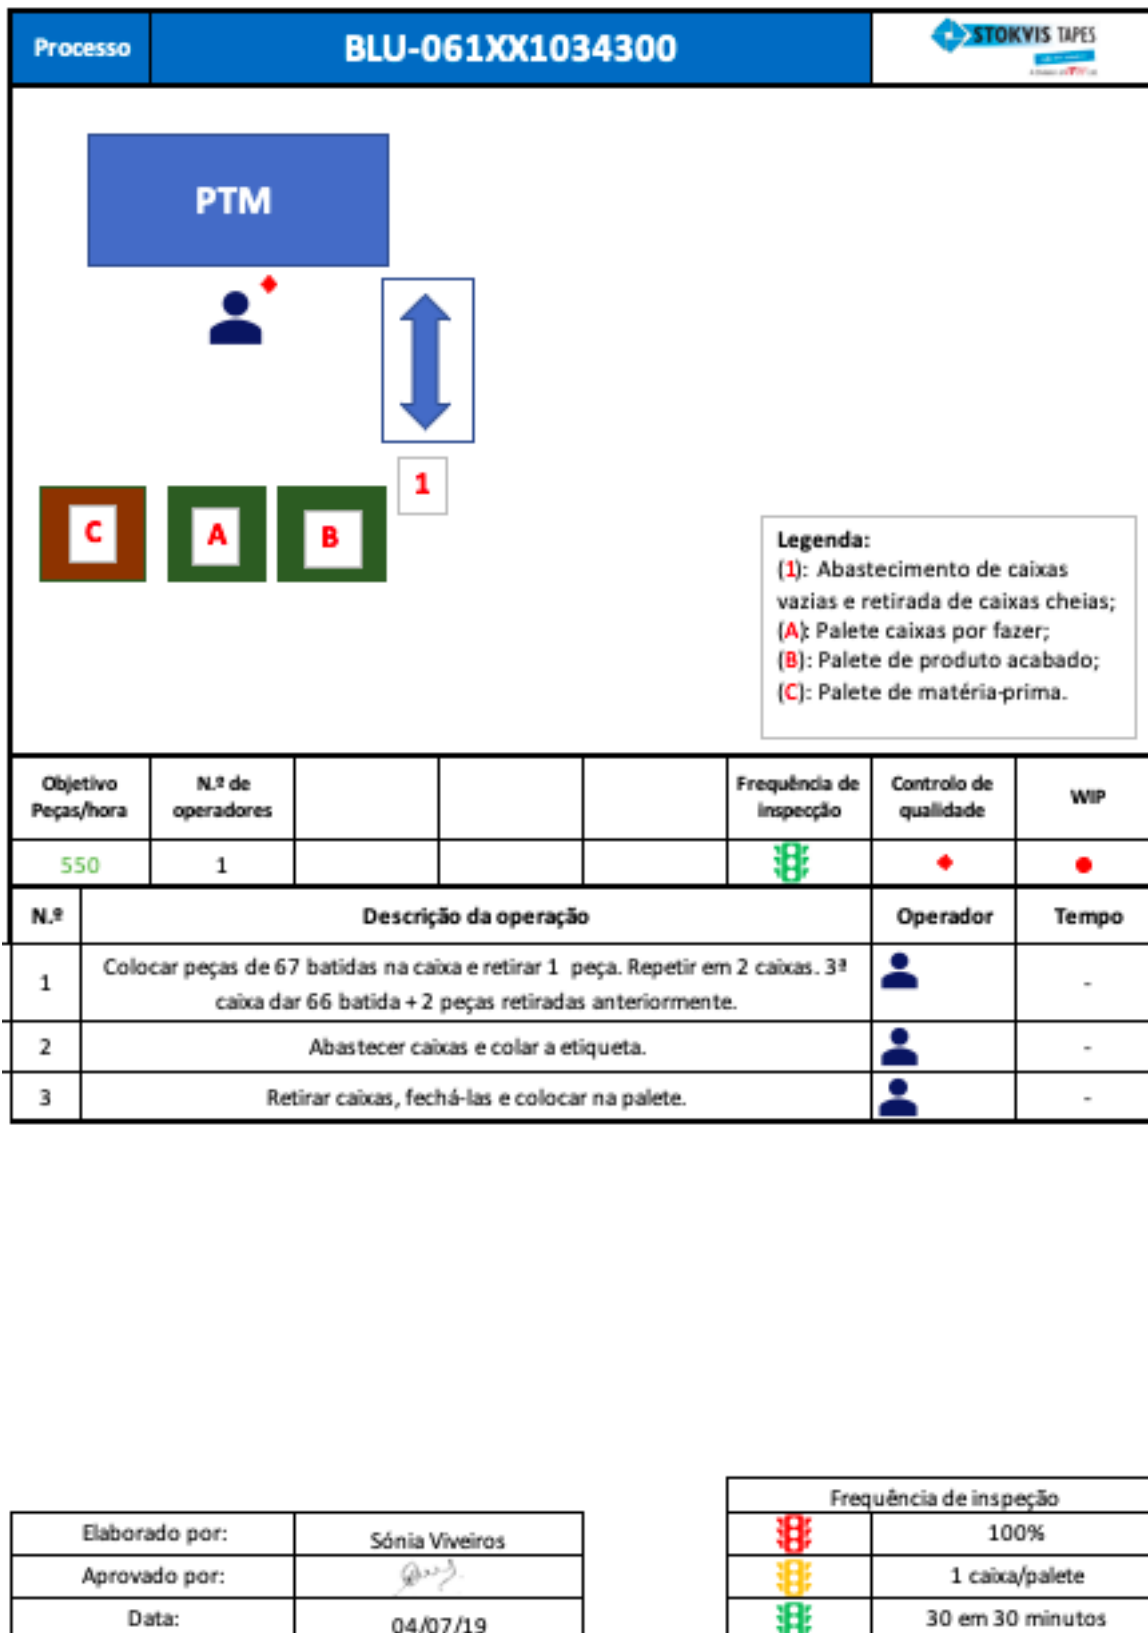 Processo
BLU-061XX1034300
STOKVIS TAPES
PTM
1
C
A
B
Legenda:
(1): Abastecimento de caixas
vazias e retirada de caixas cheias;
(A): Palete caixas por fazer;
(B): Palete de produto acabado;
(C): Palete de matéria-prima.
Objetivo
Peças/hora
N.º de
operadores
Frequência de
inspecção
Controlo de
qualidade
WIP
550
1
N.º
Descrição da operação
Operador
Tempo
1
Colocar peças de 67 batidas na caixa e retirar 1 peça. Repetir em 2 caixas. 3ª
caixa dar 66 batida + 2 peças retiradas anteriormente.
-
2
Abastecer caixas e colar a etiqueta.
-
3
Retirar caixas, fechá-las e colocar na palete.
-
Elaborado por:
Sónia Viveiros
Aprovado por:
Data:
04/07/19
Frequência de inspeção
100%
1 caixa/palete
30 em 30 minutos